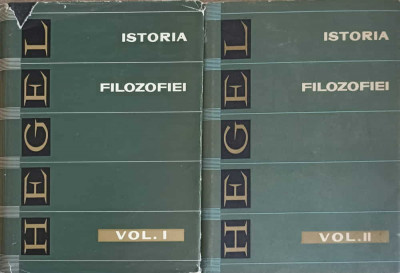 HEGEL
ISTORIA
FILOZOFIEI
VOL. I
HEGEL
ISTORIA
FILOZOFIEI
VOL. II